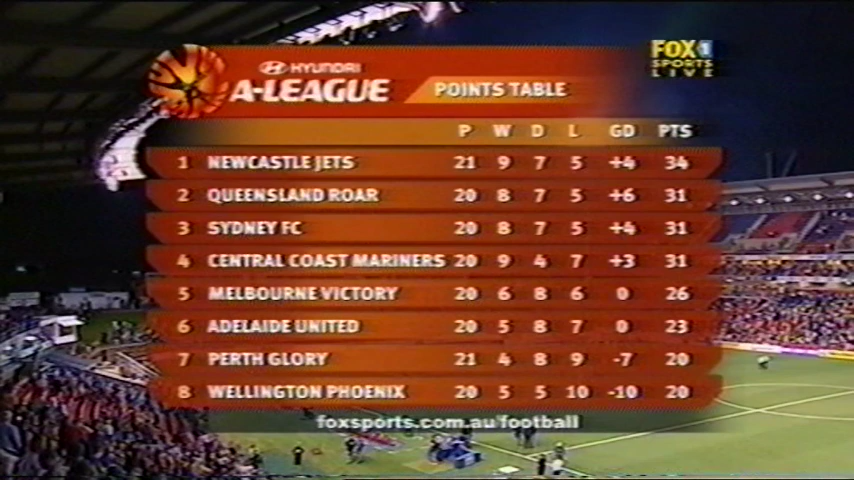 FOX 1
SPORTS
LIVE
HYUNDAI
A-LEAGUE
POINTS TABLE
P W D L GD PTS
1 NEWCASTLE JETS 21 9 7 5 +4 34
2 QUEENSLAND ROAR 20 8 7 5 +6 31
3 SYDNEY FC 20 8 7 5 +4 31
4 CENTRAL COAST MARINERS 20 9 4 7 +3 31
5 MELBOURNE VICTORY 20 6 8 6 0 26
6 ADELAIDE UNITED 20 5 8 7 0 23
7 PERTH GLORY 21 4 8 9 -7 20
8 WELLINGTON PHOENIX 20 5 5 10 -10 20
foxsports.com.au/football